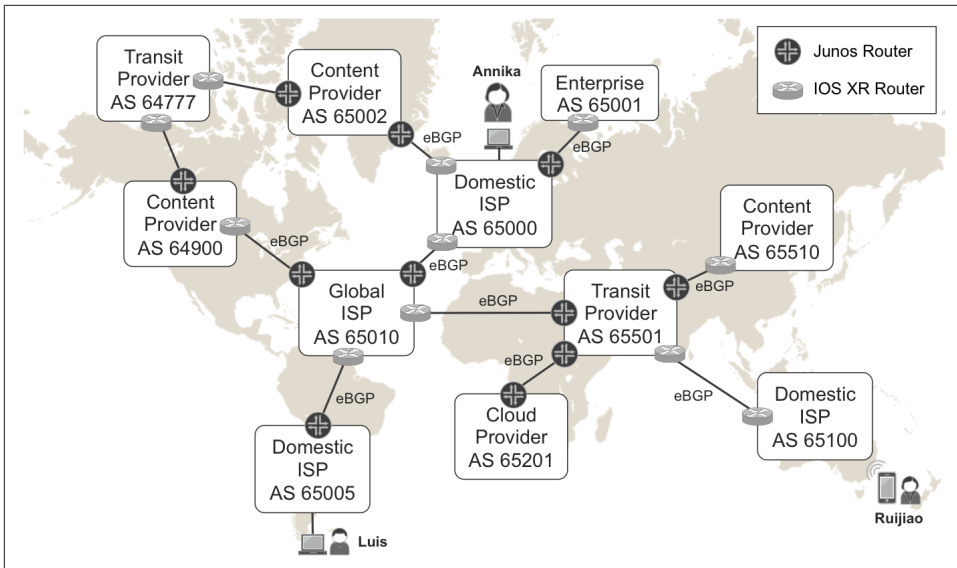 Junos Router
IOS XR Router
Transit
Provider
AS 64777
Content
Provider
AS 65002
Annika
Enterprise
AS 65001
eBGP
eBGP
Domestic
ISP
AS 65000
Content
Provider
AS 64900
eBGP
eBGP
Content
Provider
AS 65510
eBGP
Global
ISP
AS 65010
eBGP
Transit
Provider
AS 65501
eBGP
eBGP
eBGP
Cloud
Provider
AS 65201
Domestic
ISP
AS 65100
Domestic
ISP
AS 65005
Luis
Ruijiao